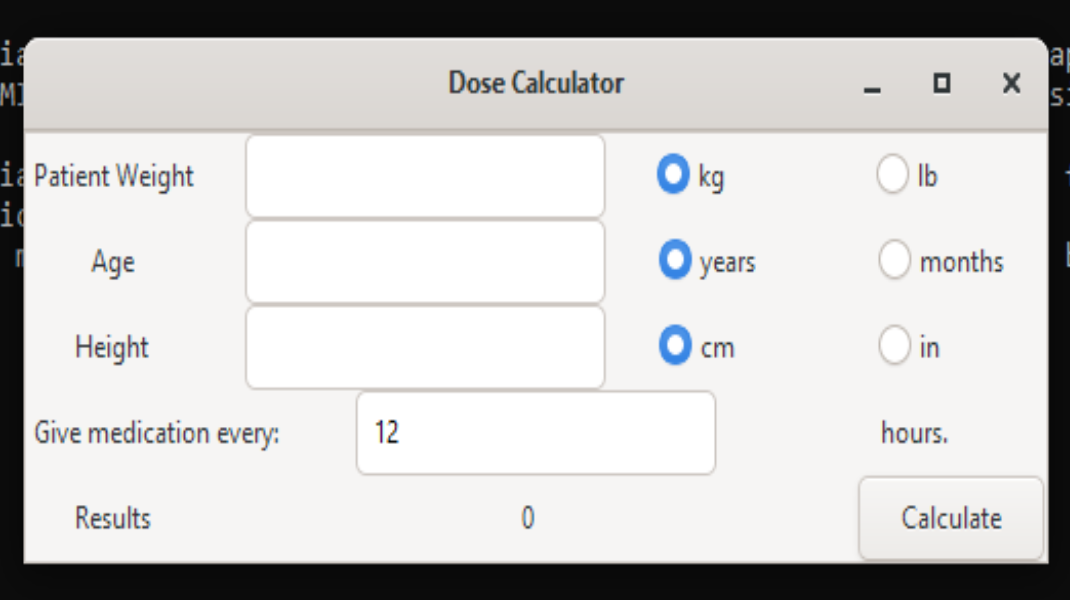 Dose Calculator
Patient Weight kg lb
Age years months
Height cm in
Give medication every: 12 hours.
Results 0 Calculate